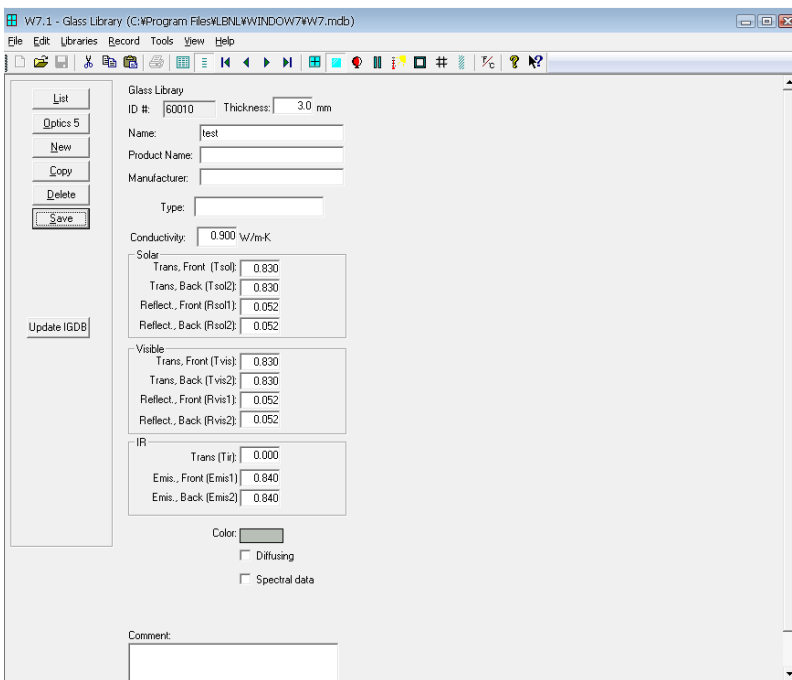 W7.1 - Glass Library (C:¥Program Files¥LBNL¥WINDOW7¥W7.mdb)
File Edit Libraries Record Tools View Help
List
Optics 5
New
Copy
Delete
Save
Update IGDB
Glass Library
ID #: 60010 Thickness: 3.0 mm
Name: test
Product Name:
Manufacturer:
Type:
Conductivity: 0.900 W/m-K
Solar
Trans, Front (Tsol): 0.830
Trans, Back (Tsol2): 0.830
Reflect., Front (Rsol1) 0.052
Reflect., Back (Rsol2) 0.052
Visible
Trans, Front (Tvis): 0.830
Trans, Back (Tvis2): 0.830
Reflect., Front (Rvis1): 0.052
Reflect., Back (Rvis2): 0.052
IR
Trans (Tir): 0.000
Emis., Front (Emis1) 0.840
Emis., Back (Emis2) 0.840
Color:
Diffusing
Spectral data
Comment: